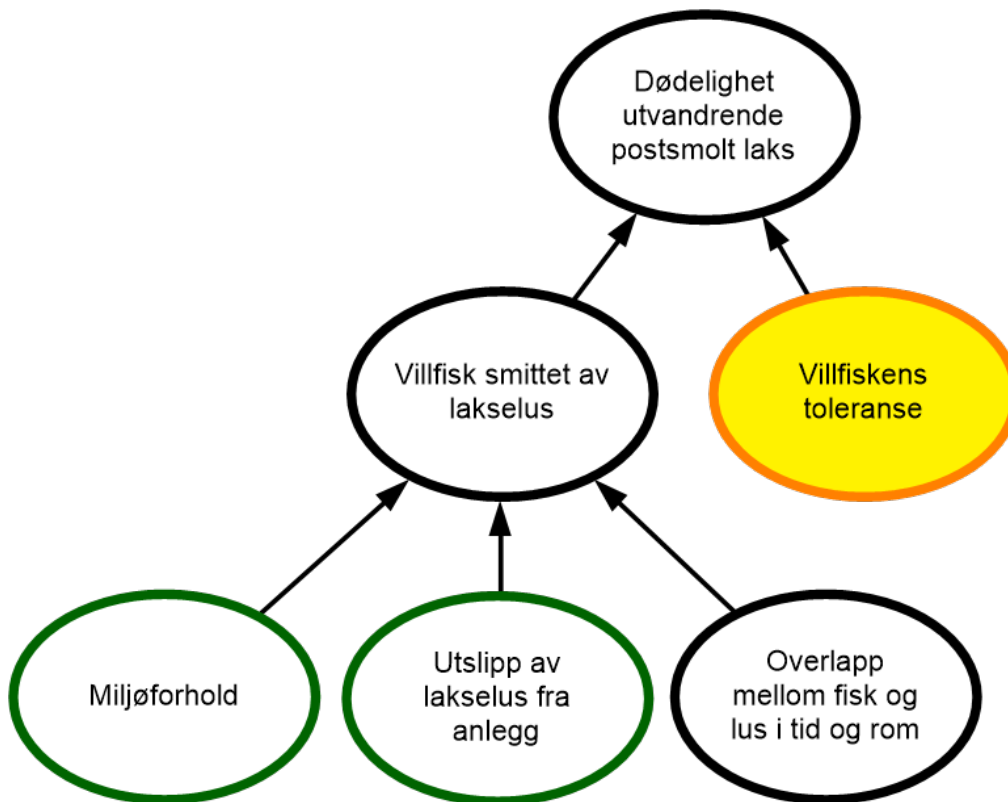 Dødelighet
utvandrende
postsmolt laks
Villfisk smittet av
lakselus
Villfiskens
toleranse
Miljøforhold
Utslipp av
lakselus fra
anlegg
Overlapp
mellom fisk og
lus i tid og rom